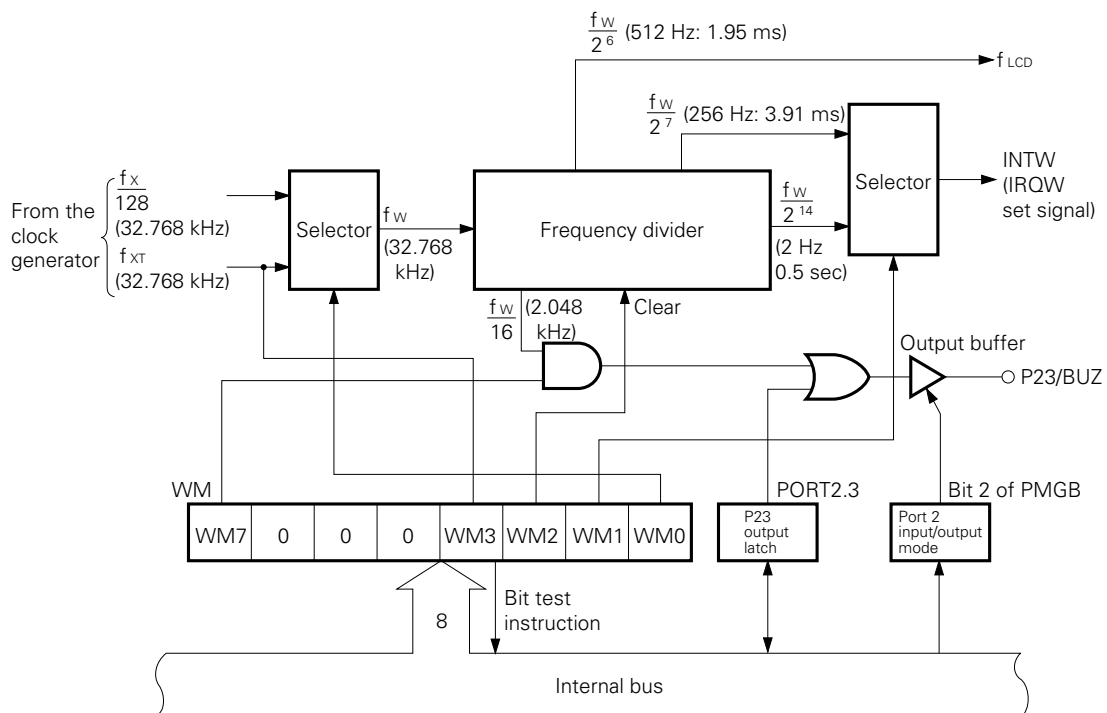 fW
2^6 (512 Hz: 1.95 ms)
fLCD
fW
2^7 (256 Hz: 3.91 ms)
From the
clock
generator
fX
128
(32.768 kHz)
fXT
(32.768 kHz)
Selector
fW
(32.768
kHz)
Frequency divider
fW
2^14
(2 Hz
0.5 sec)
Selector
INTW
(IRQW
set signal)
fW
16
(2.048
kHz)
Clear
Output buffer
P23/BUZ
WM
WM7 0 0 0 WM3 WM2 WM1 WM0
PORT2.3
P23
output
latch
Bit 2 of PMGB
Port 2
input/output
mode
8
Bit test
instruction
Internal bus